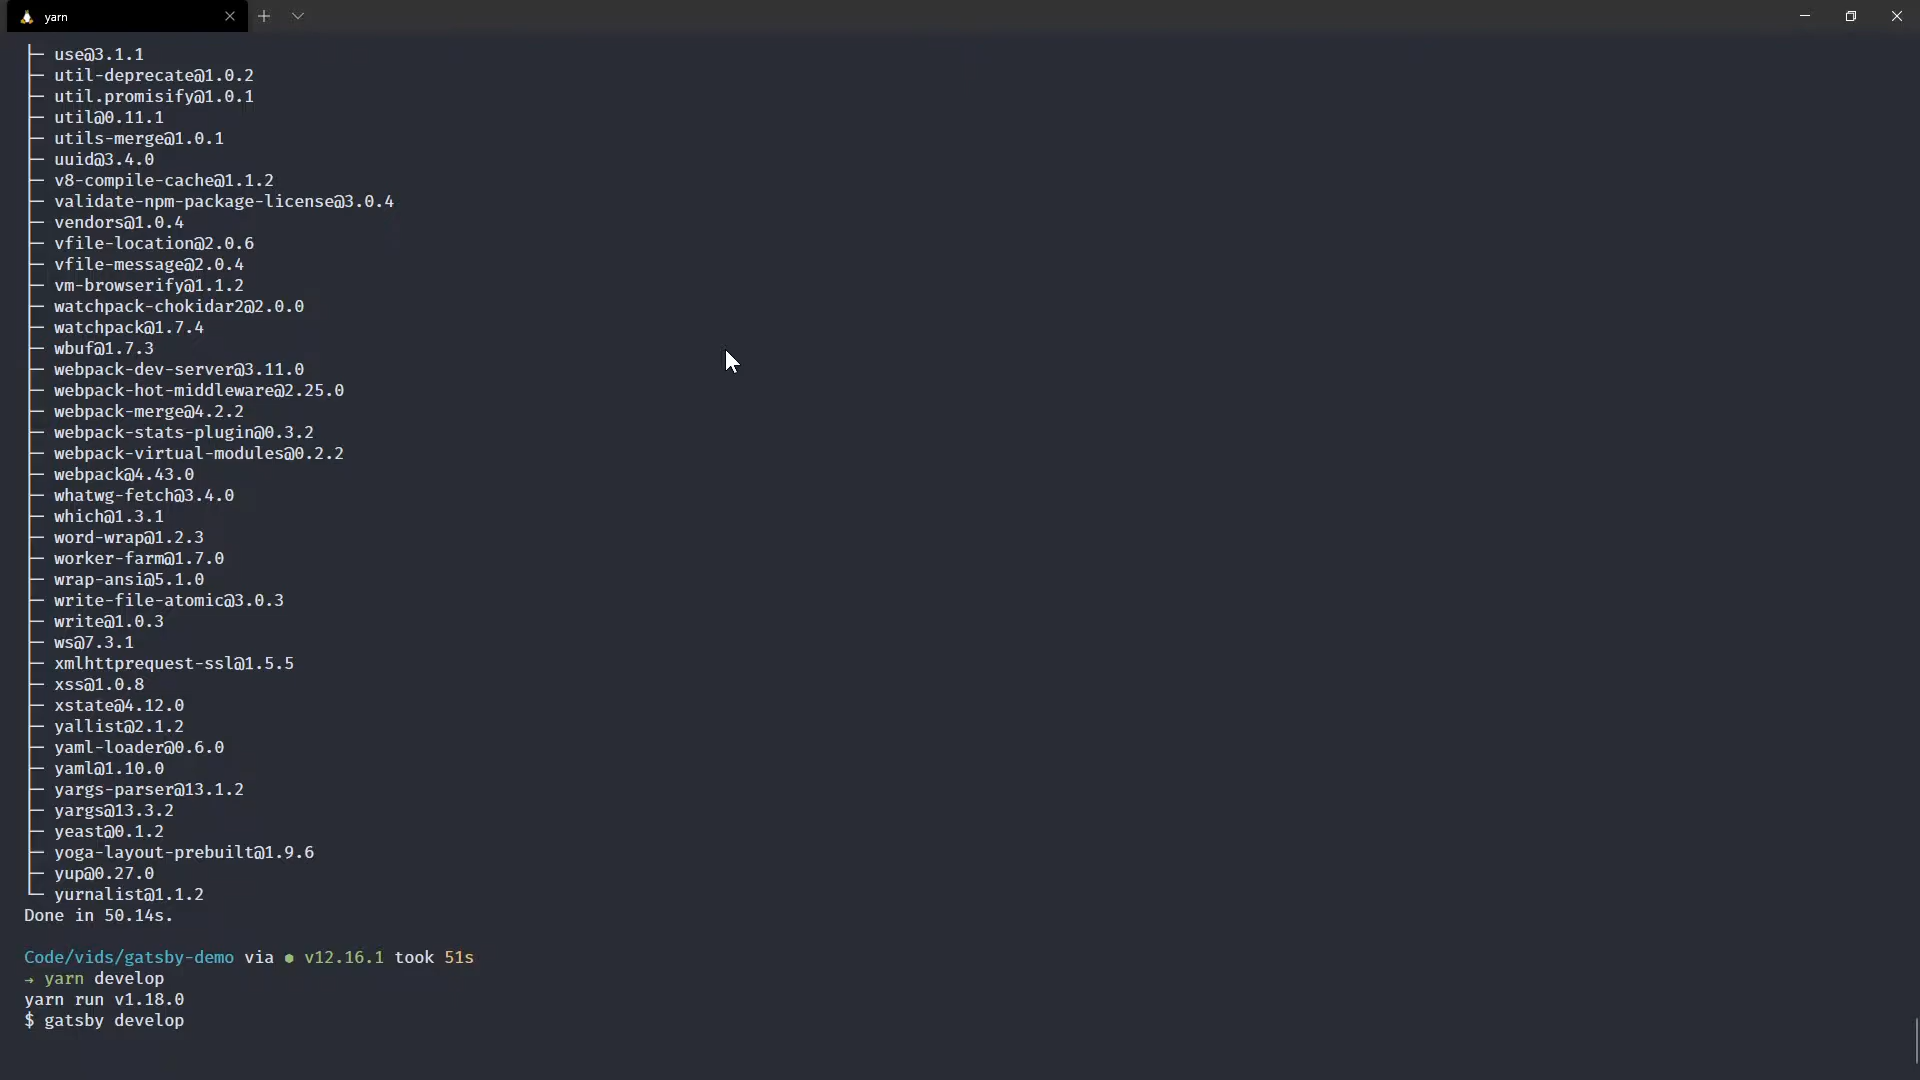 yarn
├─ use@3.1.1
├─ util-deprecate@1.0.2
├─ util.promisify@1.0.1
├─ util@0.11.1
├─ utils-merge@1.0.1
├─ uuid@3.4.0
├─ v8-compile-cache@1.1.2
├─ validate-npm-package-license@3.0.4
├─ vendors@1.0.4
├─ vfile-location@2.0.6
├─ vfile-message@2.0.4
├─ vm-browserify@1.1.2
├─ watchpack-chokidar2@2.0.0
├─ watchpack@1.7.4
├─ wbuf@1.7.3
├─ webpack-dev-server@3.11.0
├─ webpack-hot-middleware@2.25.0
├─ webpack-merge@4.2.2
├─ webpack-stats-plugin@0.3.2
├─ webpack-virtual-modules@0.2.2
├─ webpack@4.43.0
├─ whatwg-fetch@3.4.0
├─ which@1.3.1
├─ word-wrap@1.2.3
├─ worker-farm@1.7.0
├─ wrap-ansi@5.1.0
├─ write-file-atomic@3.0.3
├─ write@1.0.3
├─ ws@7.3.1
├─ xmlhttprequest-ssl@1.5.5
├─ xss@1.0.8
├─ xstate@4.12.0
├─ yallist@2.1.2
├─ yaml-loader@0.6.0
├─ yaml@1.10.0
├─ yargs-parser@13.1.2
├─ yargs@13.3.2
├─ yeast@0.1.2
├─ yoga-layout-prebuilt@1.9.6
├─ yup@0.27.0
└─ yurnalist@1.1.2
Done in 50.14s.
Code/vids/gatsby-demo via ● v12.16.1 took 51s
→ yarn develop
yarn run v1.18.0
$ gatsby develop